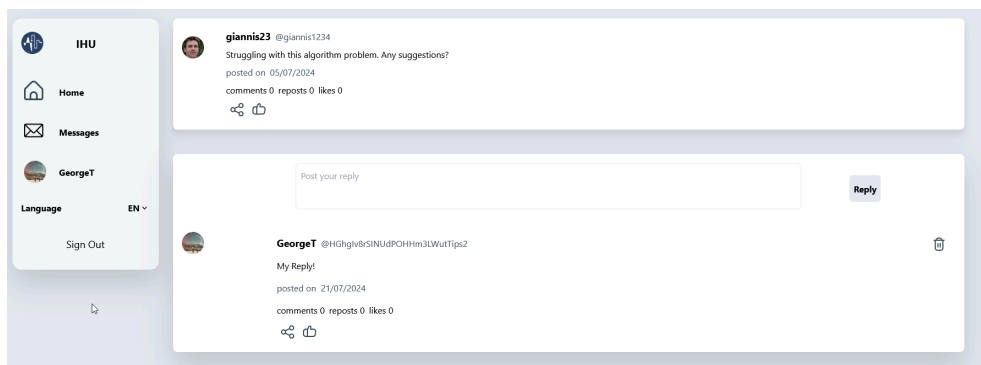 IHU
Home
Messages
GeorgeT
Language EN
Sign Out
giannis23 @giannis1234
Struggling with this algorithm problem. Any suggestions?
posted on 05/07/2024
comments 0 reposts 0 likes 0
Post your reply
Reply
GeorgeT @HGhgIv8rSINUdPOHHm3LWutTips2
My Reply!
posted on 21/07/2024
comments 0 reposts 0 likes 0